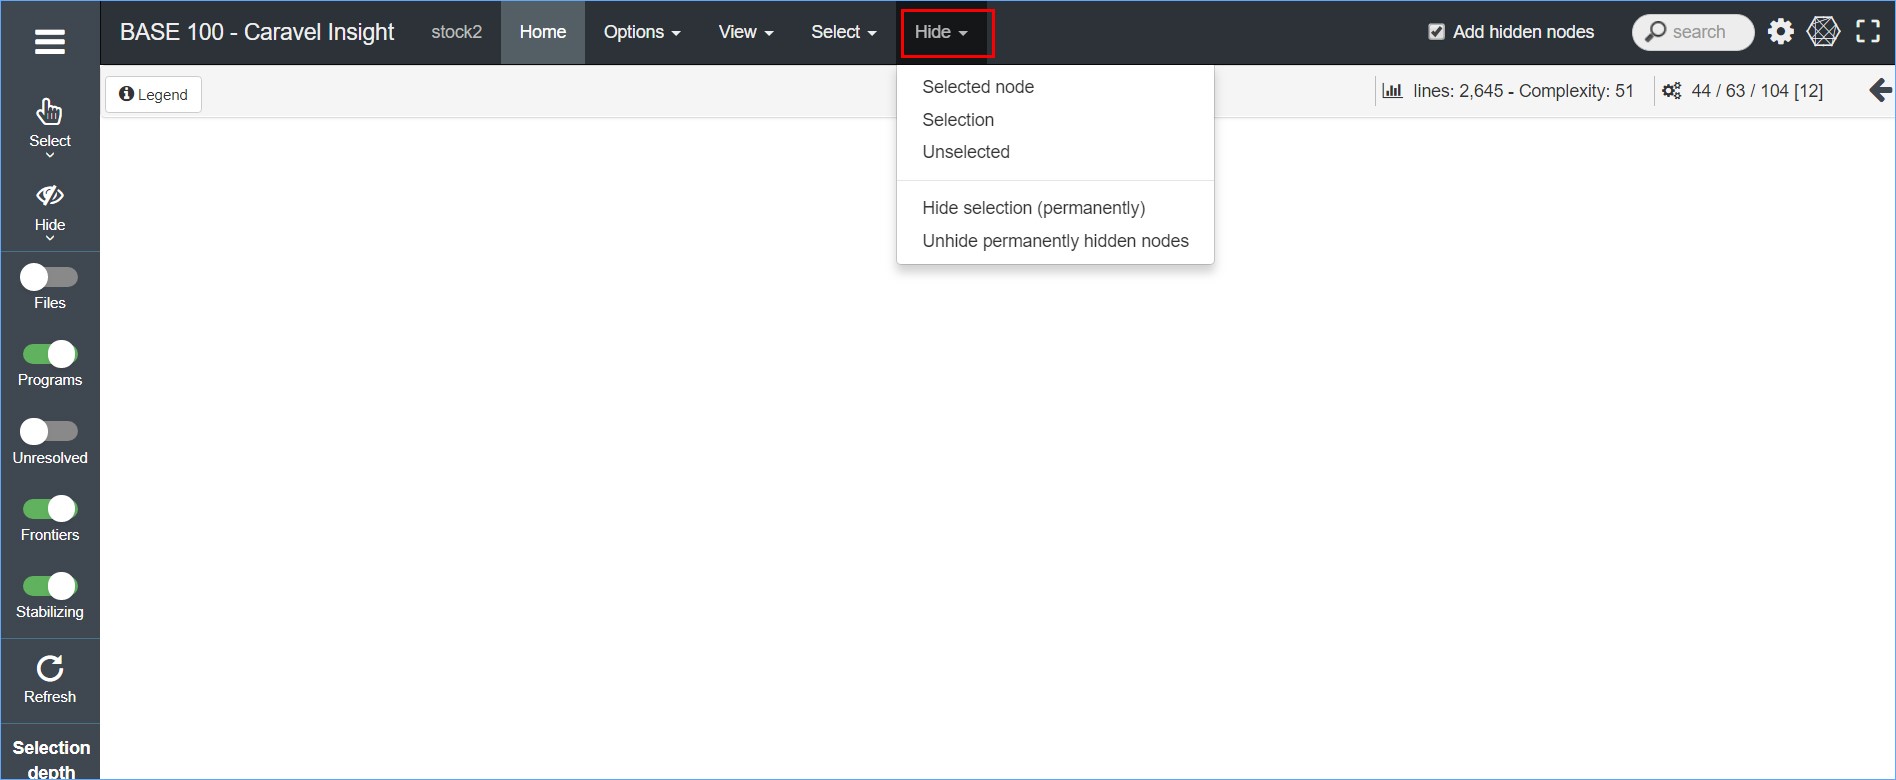 BASE 100 - Caravel Insight stock2 Home Options View Select Hide Add hidden nodes search
Select
Hide
Files
Programs
Unresolved
Frontiers
Stabilizing
Refresh
Selection
depth
Legend
lines: 2,645 - Complexity: 51 44 / 63 / 104 [12]
Selected node
Selection
Unselected
Hide selection (permanently)
Unhide permanently hidden nodes